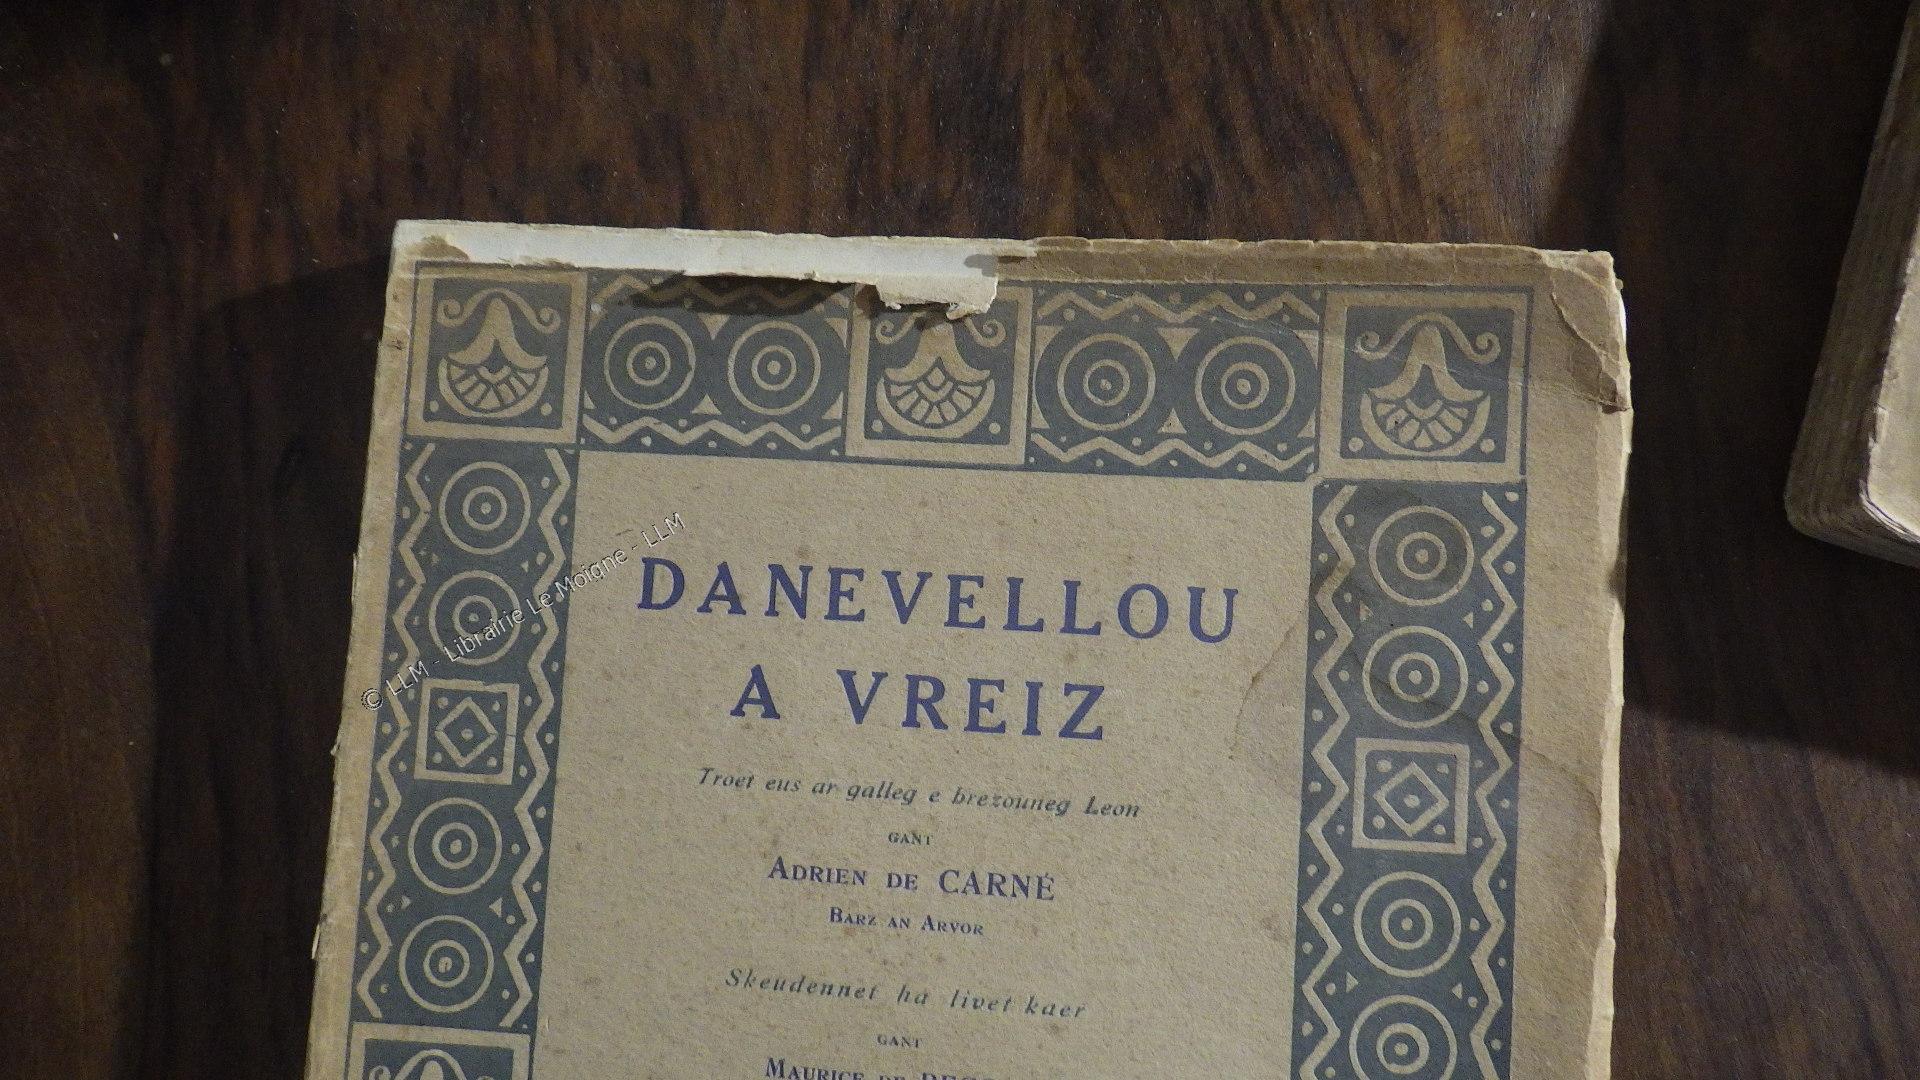 DANEVELLOU
A VREIZ
Troet eus ar galleg e brezouneg Leon
GANT
ADRIEN DE CARNÉ
BARZ AN ARVOR
Skeudennet ha livet kaer
GANT
MAURICE DE
© LLM - Librairie Le Moigne - LLM